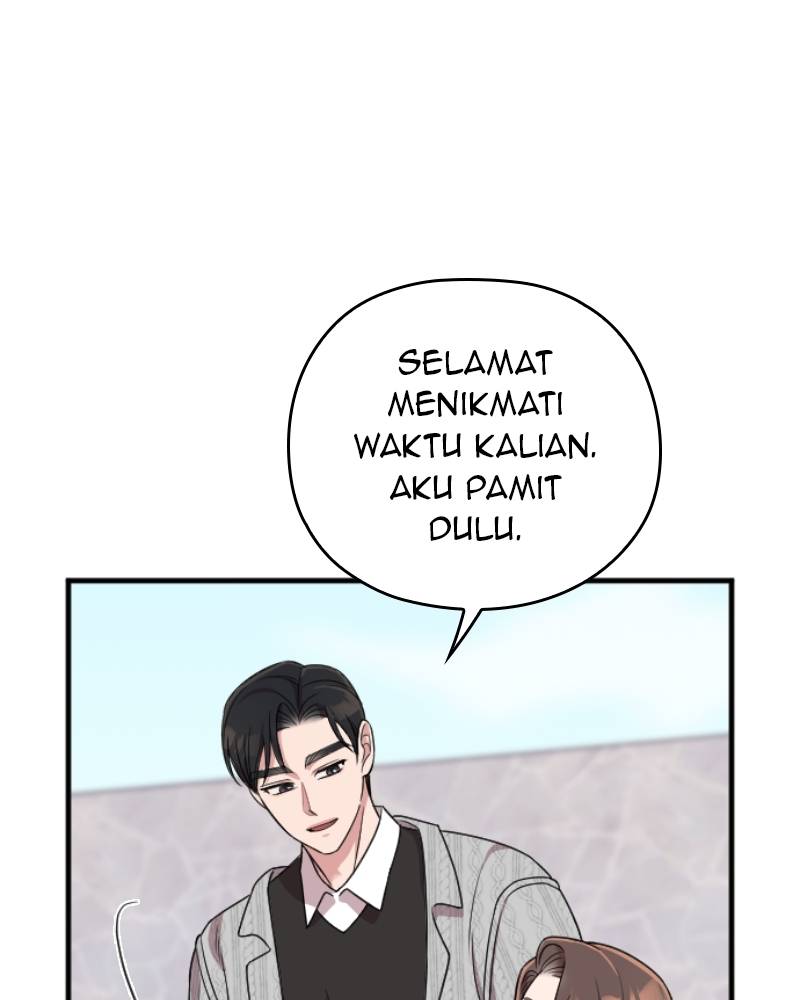 SELAMAT
MENIKMATI
WAKTU KALIAN.
AKU PAMIT
DULU.